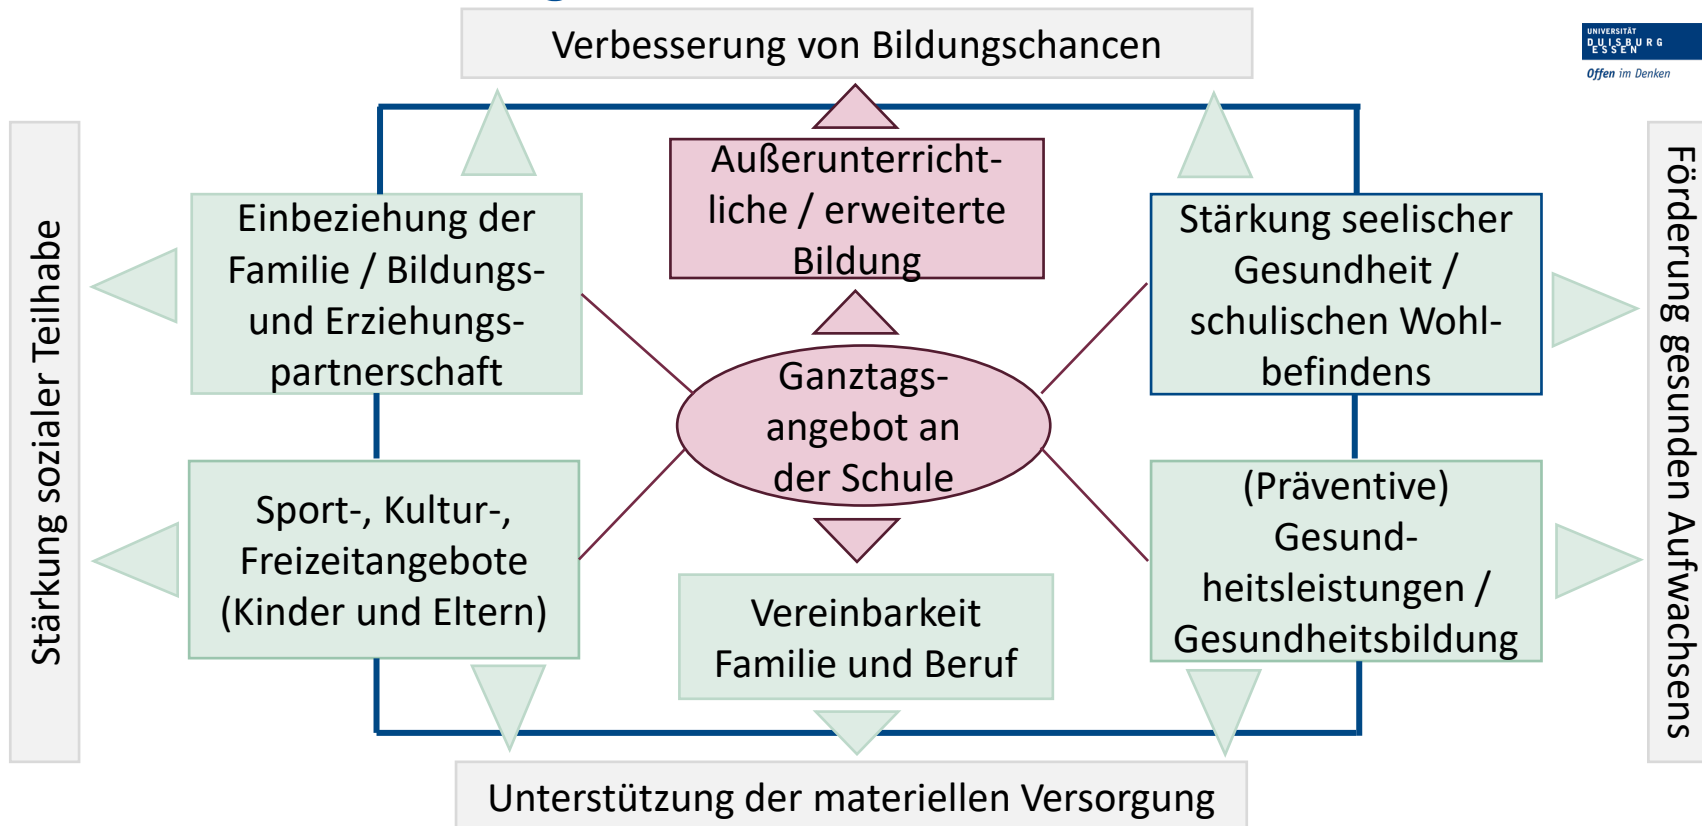 Verbesserung von Bildungschancen
UNIVERSITÄT
DUISBURG
ESSEN
Offen im Denken
Stärkung sozialer Teilhabe
Einbeziehung der
Familie / Bildungs-
und Erziehungs-
partnerschaft
Außerunterricht-
liche / erweiterte
Bildung
Stärkung seelischer
Gesundheit /
schulischen Wohl-
befindens
Förderung gesunden Aufwachsens
Ganztags-
angebot an
der Schule
Sport-, Kultur-,
Freizeitangebote
(Kinder und Eltern)
Vereinbarkeit
Familie und Beruf
(Präventive)
Gesund-
heitsleistungen /
Gesundheitsbildung
Unterstützung der materiellen Versorgung